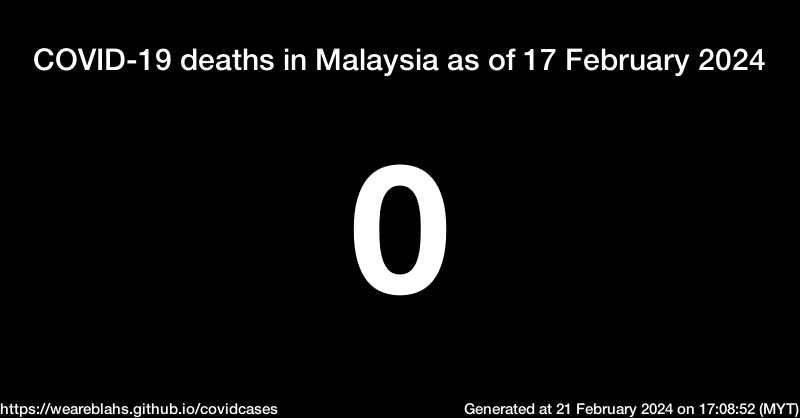 COVID-19 deaths in Malaysia as of 17 February 2024
0
https://weareblahs.github.io/covidcases
Generated at 21 February 2024 on 17:08:52 (MYT)